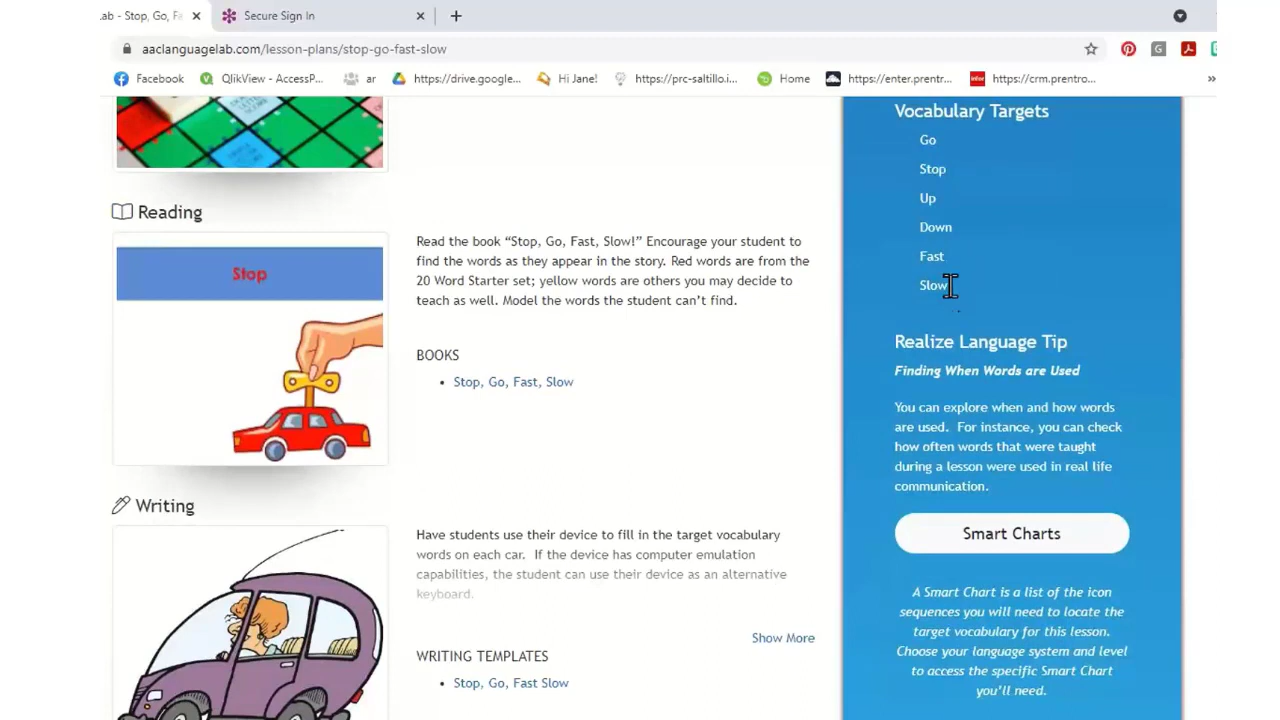 ab - Stop, Go, Fa
Secure Sign In
aaclanguagelab.com/lesson-plans/stop-go-fast-slow
Facebook
QlikView - AccessP...
ar
https://drive.google...
Hi Jane!
https://prc-saltillo.i...
Home
https://enter.prentr...
https://crm.prentro...
Reading
Stop
Read the book “Stop, Go, Fast, Slow!” Encourage your student to
find the words as they appear in the story. Red words are from the
20 Word Starter set; yellow words are others you may decide to
teach as well. Model the words the student can’t find.
BOOKS
• Stop, Go, Fast, Slow
Writing
Have students use their device to fill in the target vocabulary
words on each car. If the device has computer emulation
capabilities, the student can use their device as an alternative
keyboard.
Show More
WRITING TEMPLATES
• Stop, Go, Fast Slow
Vocabulary Targets
Go
Stop
Up
Down
Fast
Slow
Realize Language Tip
Finding When Words are Used
You can explore when and how words
are used. For instance, you can check
how often words that were taught
during a lesson were used in real life
communication.
Smart Charts
A Smart Chart is a list of the icon
sequences you will need to locate the
target vocabulary for this lesson.
Choose your language system and level
to access the specific Smart Chart
you’ll need.